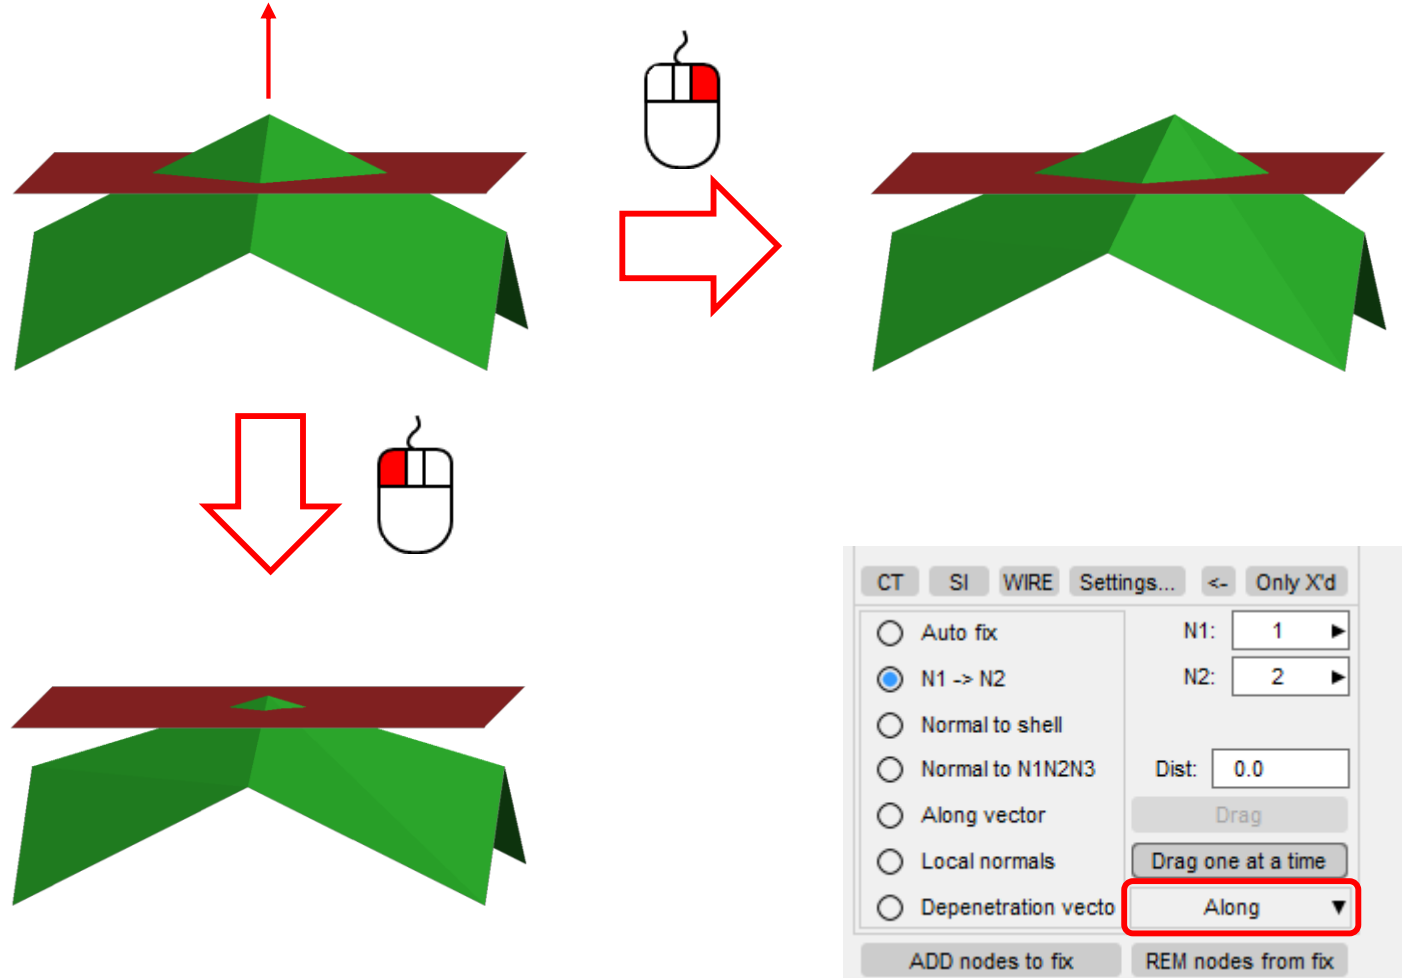 CT SI WIRE Settings... <- Only X'd
Auto fix N1: 1
N1 -> N2 N2: 2
Normal to shell
Normal to N1N2N3 Dist: 0.0
Along vector Drag
Local normals Drag one at a time
Depenetration vecto Along
ADD nodes to fix REM nodes from fix